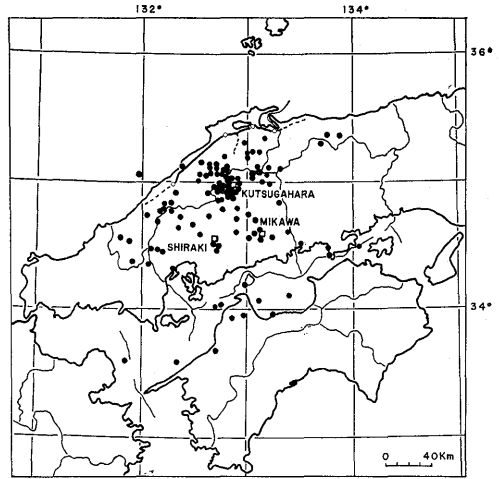 132° 134°
36°
KUTSUGAHARA
MIKAWA
SHIRAKI
34°
0 40Km